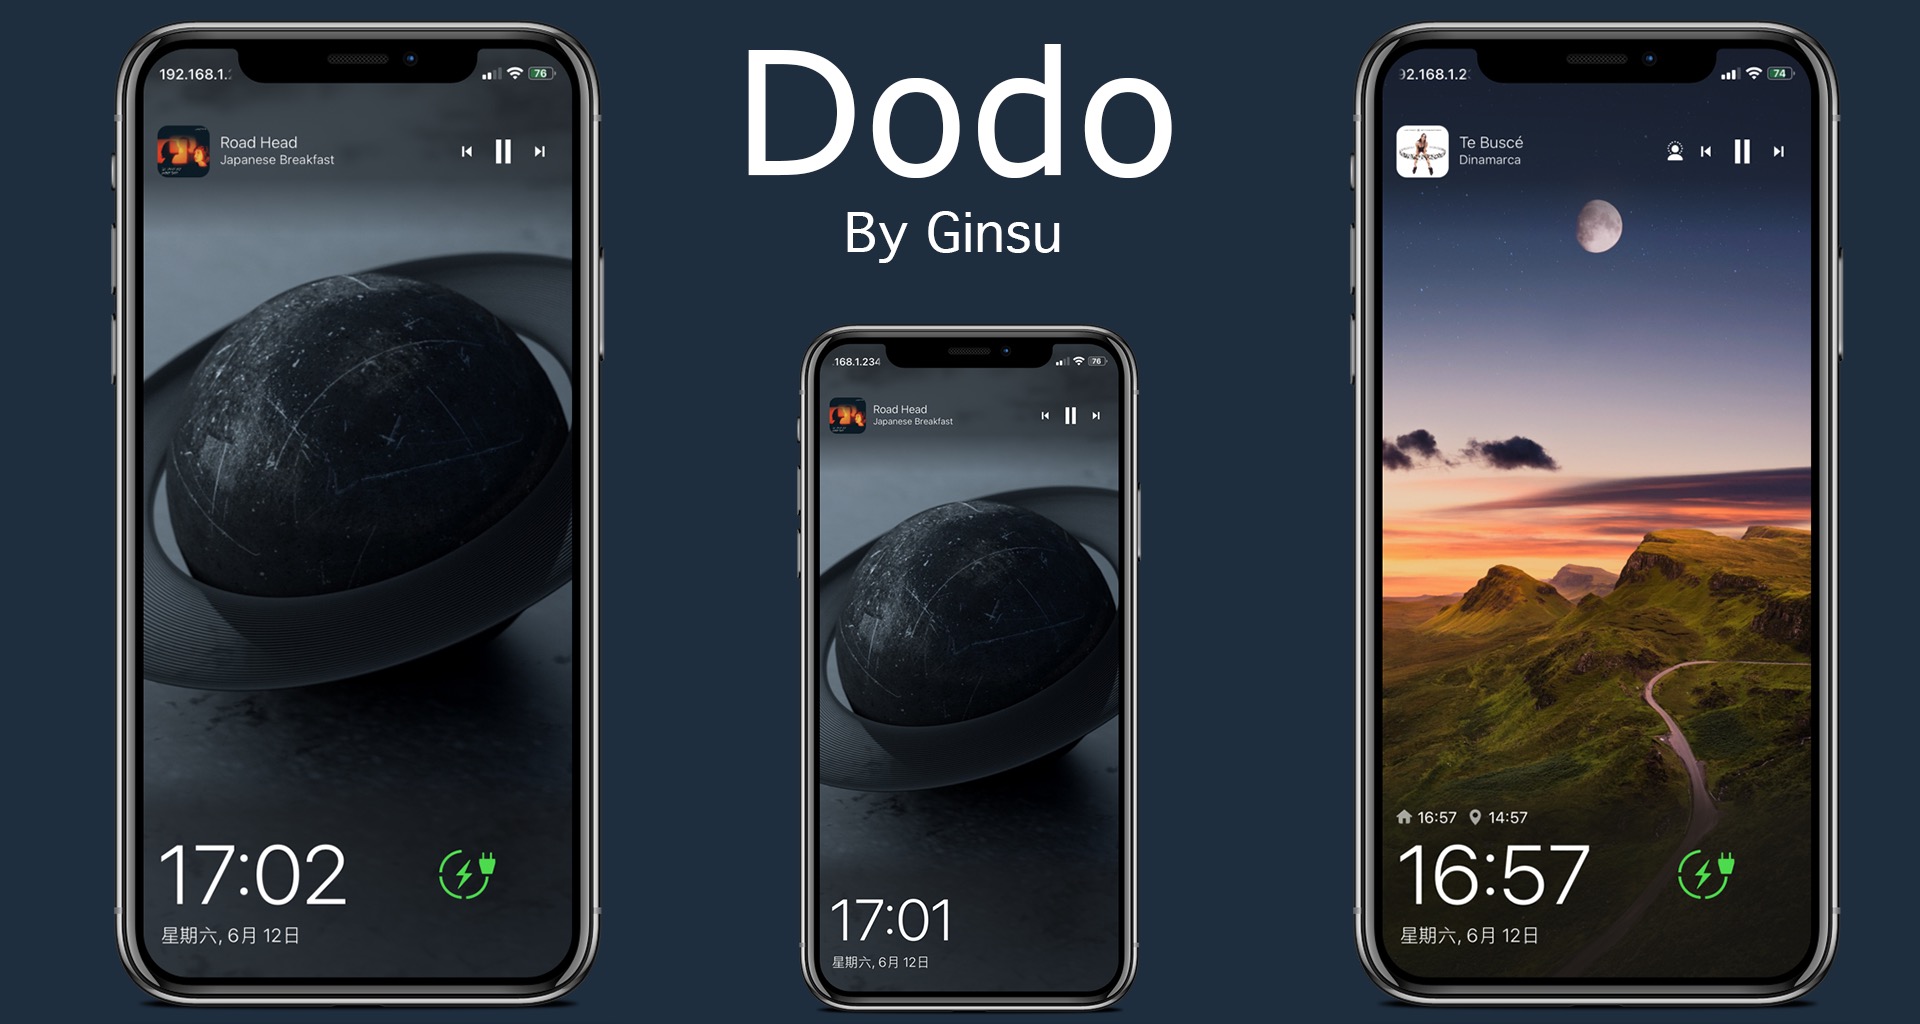 Dodo
By Ginsu
192.168.1.
76
Road Head
Japanese Breakfast
17:02
星期六, 6月 12日
.168.1.234
76
Road Head
Japanese Breakfast
17:01
星期六, 6月 12日
92.168.1.2
74
Te Buscé
Dinamarca
16:57 14:57
16:57
星期六, 6月 12日